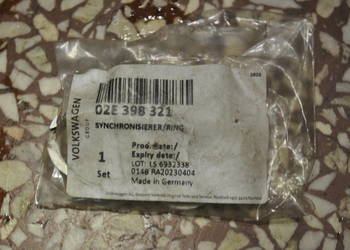 02E 398 321
SYNCHRONISIERER/RING
VOLKSWAGEN
GROUP
1
Set
Prod.date:/
Expiry date:/
LOT: LS 6932338
0148 RA20230404
Made in Germany